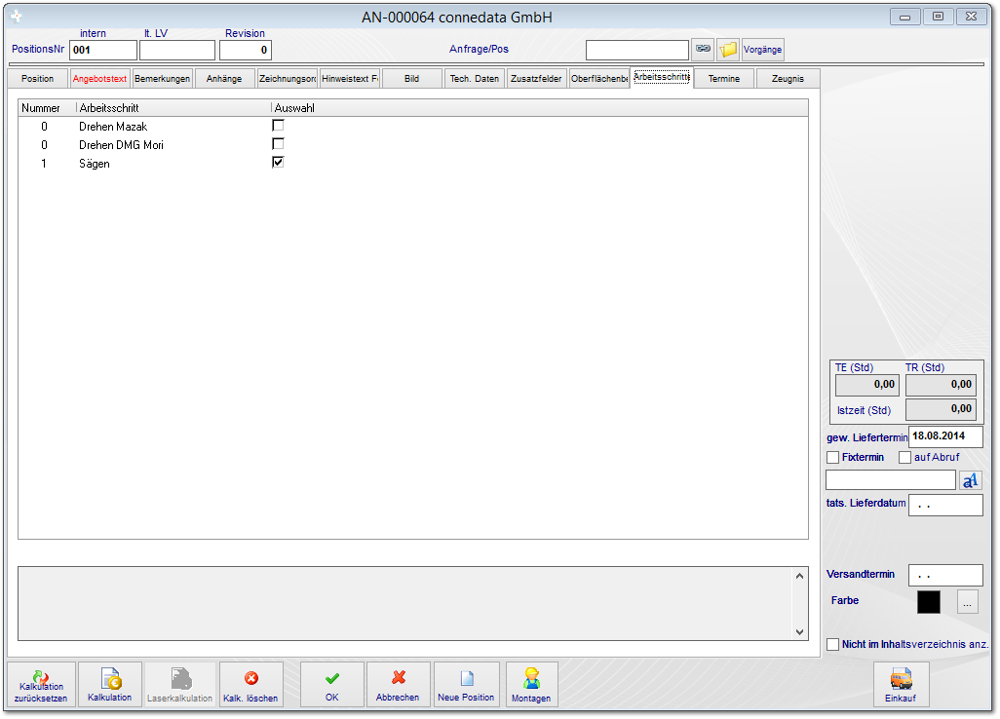 AN-000064 connedata GmbH
intern lt. LV Revision
PositionsNr 001 0 Anfrage/Pos Vorgänge
Position Angebotstext Bemerkungen Anhänge Zeichnungsord Hinweistext F Bild Tech. Daten Zusatzfelder Oberflächenbe Arbeitsschritte Termine Zeugnis
Nummer Arbeitsschritt Auswahl
0 Drehen Mazak
0 Drehen DMG Mori
1 Sägen
TE (Std) TR (Std)
0,00 0,00
Istzeit (Std) 0,00
gew. Liefertermin 18.08.2014
Fixtermin auf Abruf
tats. Lieferdatum . .
Versandtermin . .
Farbe ...
Nicht im Inhaltsverzeichnis anz.
Kalkulation
zurücksetzen
Kalkulation
Laserkalkulation
Kalk. löschen
OK
Abbrechen
Neue Position
Montagen
Einkauf